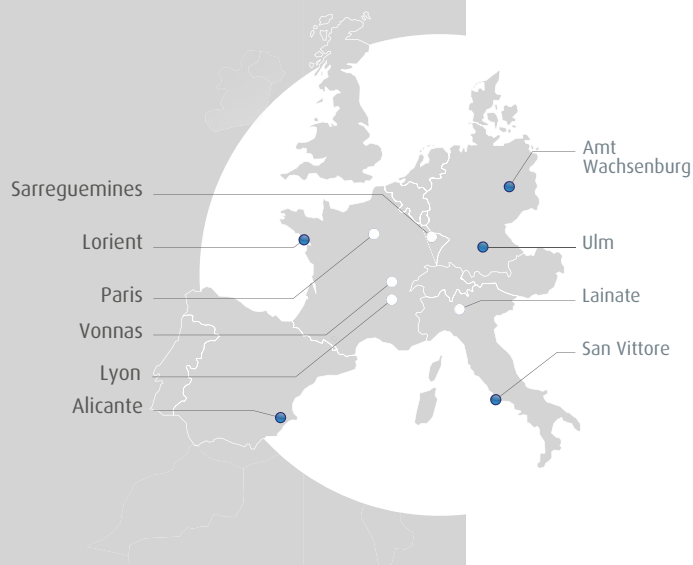 Sarreguemines
Lorient
Paris
Vonnas
Lyon
Alicante
Amt
Wachsenburg
Ulm
Lainate
San Vittore